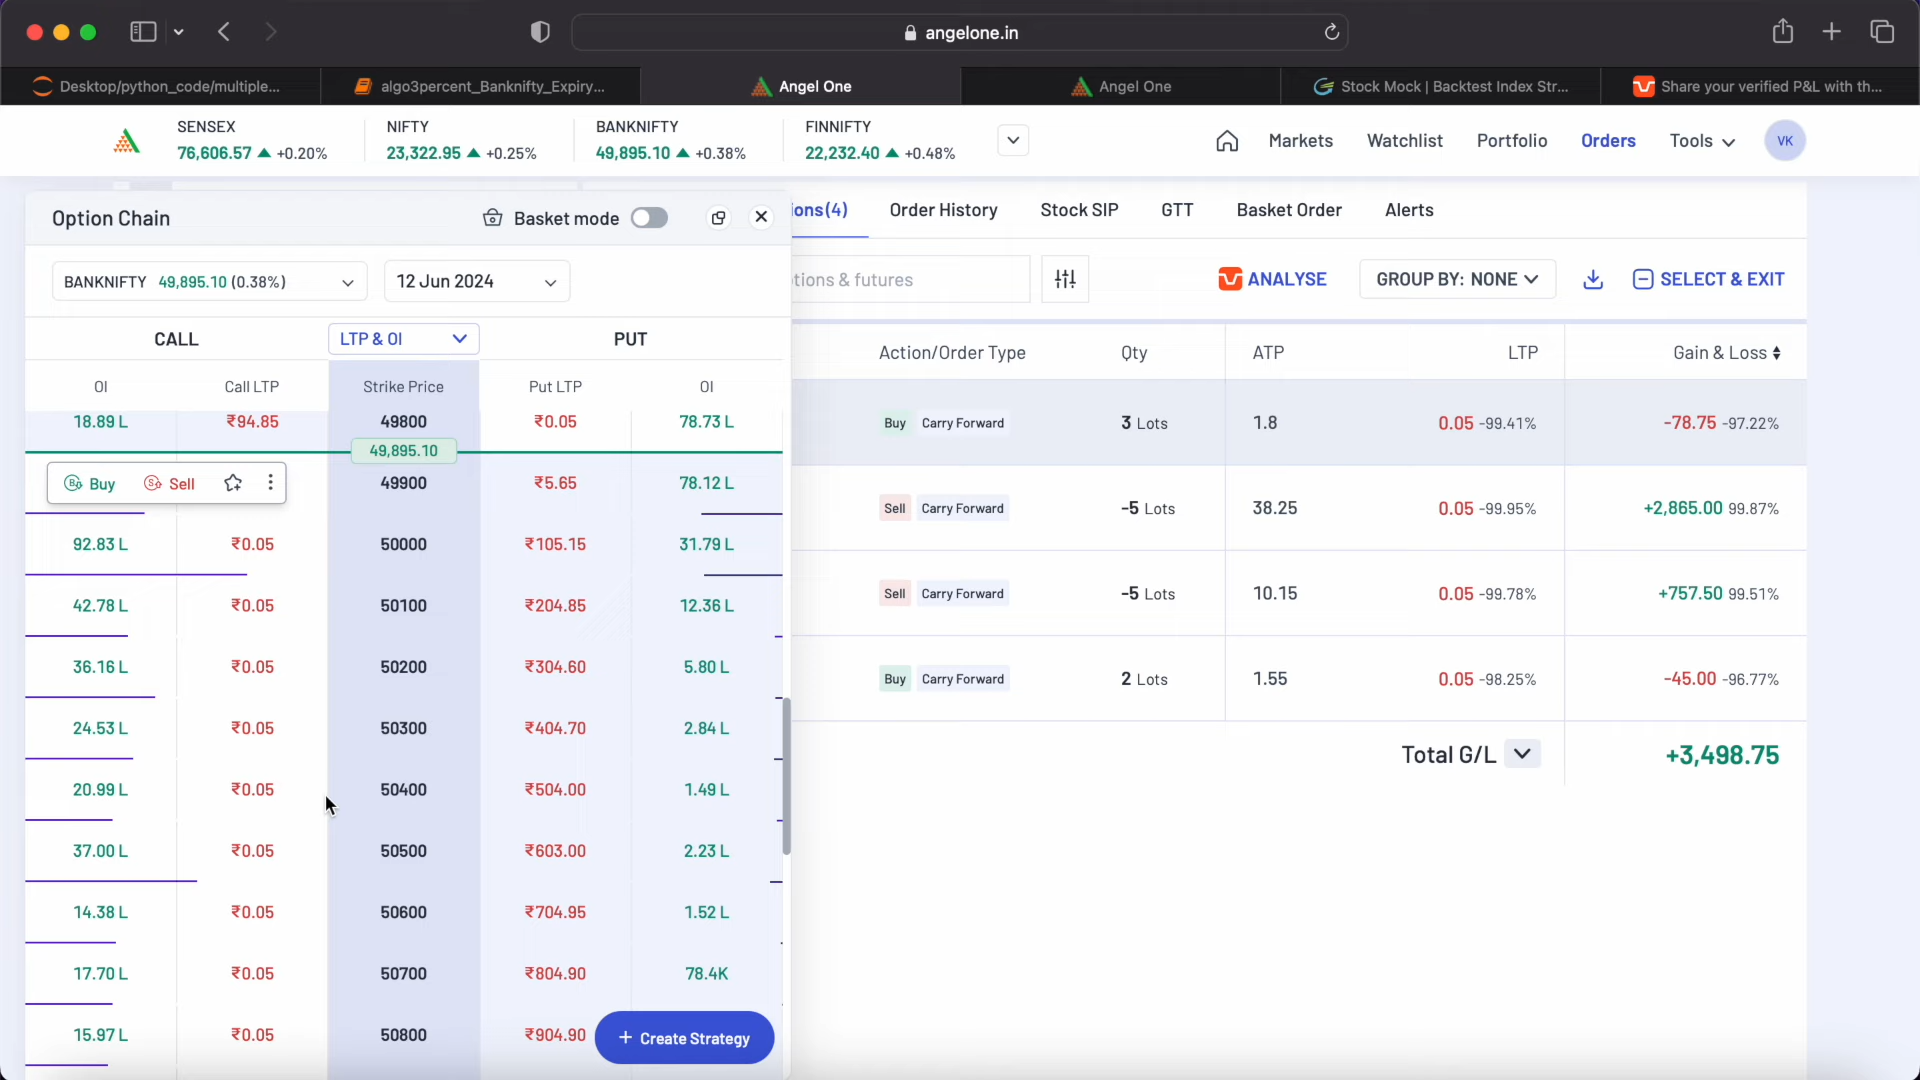 angelone.in
Desktop/python_code/multiple...
algo3percent_Banknifty_Expiry...
Angel One
Angel One
Stock Mock | Backtest Index Str...
Share your verified P&L with th...
SENSEX
76,606.57 +0.20%
NIFTY
23,322.95 +0.25%
BANKNIFTY
49,895.10 +0.38%
FINNIFTY
22,232.40 +0.48%
Markets
Watchlist
Portfolio
Orders
Tools
VK
Option Chain
Basket mode
ions(4)
Order History
Stock SIP
GTT
Basket Order
Alerts
BANKNIFTY 49,895.10 (0.38%)
12 Jun 2024
tions & futures
ANALYSE
GROUP BY: NONE
SELECT & EXIT
CALL
LTP & OI
PUT
OI Call LTP Strike Price Put LTP OI
18.89 L ₹94.85 49800 ₹0.05 78.73 L
49,895.10
Buy Sell 49900 ₹5.65 78.12 L
92.83 L ₹0.05 50000 ₹105.15 31.79 L
42.78 L ₹0.05 50100 ₹204.85 12.36 L
36.16 L ₹0.05 50200 ₹304.60 5.80 L
24.53 L ₹0.05 50300 ₹404.70 2.84 L
20.99 L ₹0.05 50400 ₹504.00 1.49 L
37.00 L ₹0.05 50500 ₹603.00 2.23 L
14.38 L ₹0.05 50600 ₹704.95 1.52 L
17.70 L ₹0.05 50700 ₹804.90 78.4K
15.97 L ₹0.05 50800 ₹904.90
+ Create Strategy
Action/Order Type Qty ATP LTP Gain & Loss
Buy Carry Forward 3 Lots 1.8 0.05 -99.41% -78.75 -97.22%
Sell Carry Forward -5 Lots 38.25 0.05 -99.95% +2,865.00 99.87%
Sell Carry Forward -5 Lots 10.15 0.05 -99.78% +757.50 99.51%
Buy Carry Forward 2 Lots 1.55 0.05 -98.25% -45.00 -96.77%
Total G/L +3,498.75